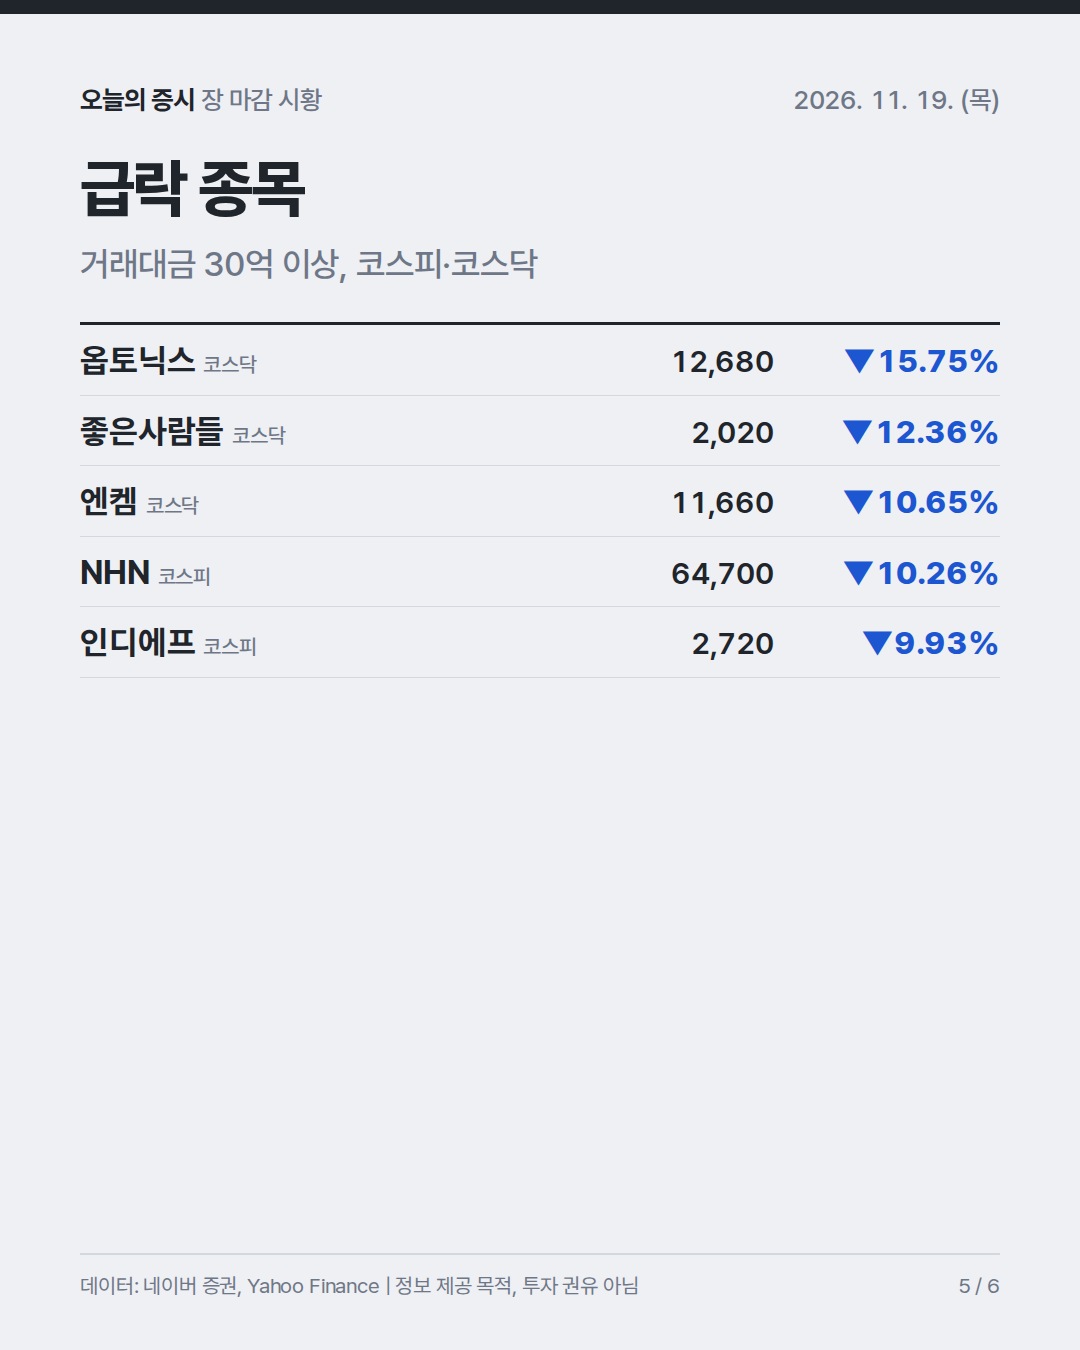 오늘의 증시 장 마감 시황 2026. 11. 19. (목)
급락 종목
거래대금 30억 이상, 코스피·코스닥
옵토닉스 코스닥 12,680 ▼15.75%
좋은사람들 코스닥 2,020 ▼12.36%
엔켐 코스닥 11,660 ▼10.65%
NHN 코스피 64,700 ▼10.26%
인디에프 코스피 2,720 ▼9.93%
데이터: 네이버 증권, Yahoo Finance | 정보 제공 목적, 투자 권유 아님 5 / 6